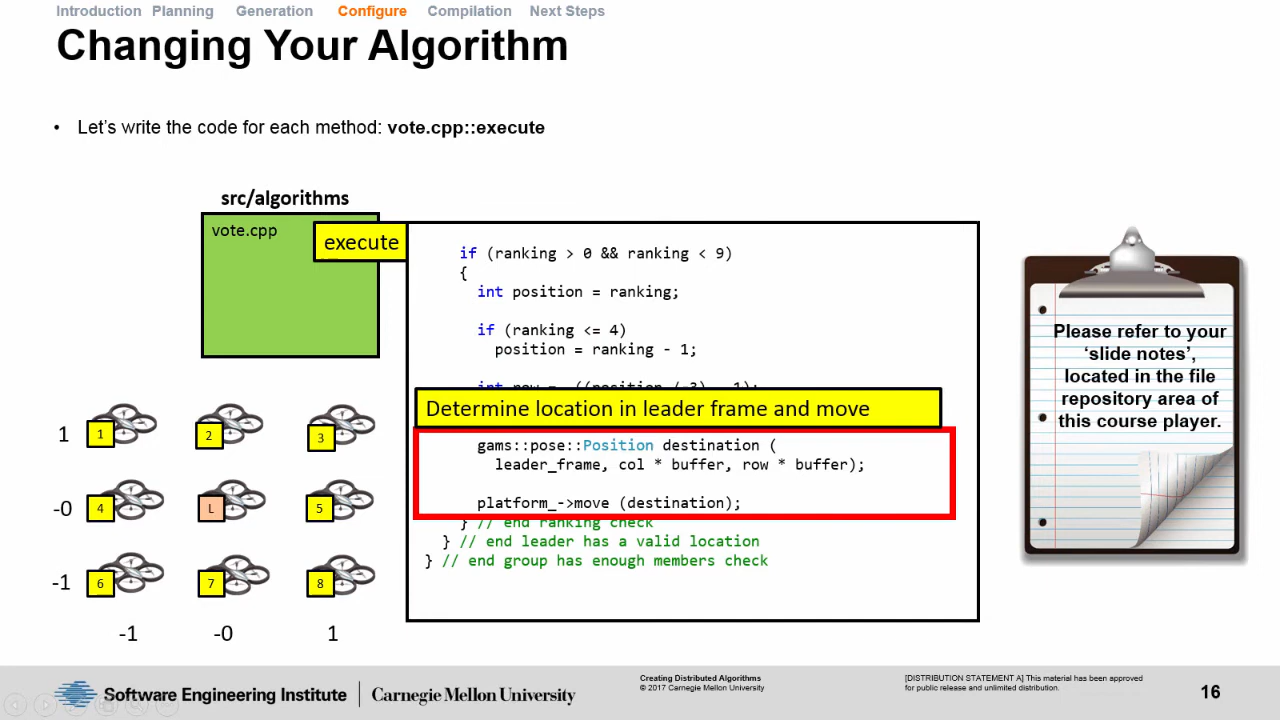 Introduction Planning Generation Configure Compilation Next Steps
Changing Your Algorithm
• Let's write the code for each method: vote.cpp::execute
src/algorithms
vote.cpp
execute
if (ranking > 0 && ranking < 9)
{
int position = ranking;
if (ranking <= 4)
position = ranking - 1;
Determine location in leader frame and move
gams::pose::Position destination (
leader_frame, col * buffer, row * buffer);
platform_->move (destination);
} // end ranking check
} // end leader has a valid location
} // end group has enough members check
Please refer to your
‘slide notes’,
located in the file
repository area of
this course player.
1 1 2 3
-0 4 L 5
-1 6 7 8
-1 -0 1
Software Engineering Institute | Carnegie Mellon University
Creating Distributed Algorithms
© 2017 Carnegie Mellon University
[DISTRIBUTION STATEMENT A] This material has been approved
for public release and unlimited distribution.
16